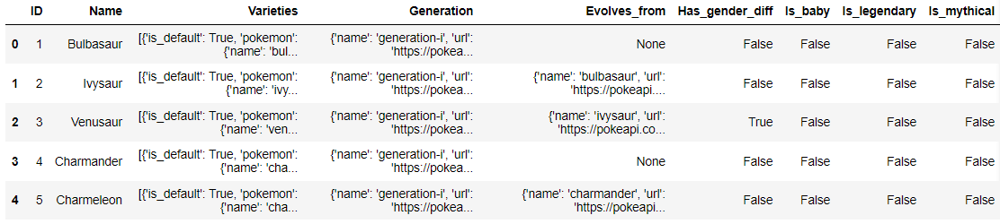 ID Name Varieties Generation Evolves_from Has_gender_diff Is_baby Is_legendary Is_mythical
0 1 Bulbasaur [{'is_default': True, 'pokemon': {'name': 'bul... {'name': 'generation-i', 'url': 'https://pokea... None False False False False
1 2 Ivysaur [{'is_default': True, 'pokemon': {'name': 'ivy... {'name': 'generation-i', 'url': 'https://pokea... {'name': 'bulbasaur', 'url': 'https://pokeapi.... False False False False
2 3 Venusaur [{'is_default': True, 'pokemon': {'name': 'ven... {'name': 'generation-i', 'url': 'https://pokea... {'name': 'ivysaur', 'url': 'https://pokeapi.co... True False False False
3 4 Charmander [{'is_default': True, 'pokemon': {'name': 'cha... {'name': 'generation-i', 'url': 'https://pokea... None False False False False
4 5 Charmeleon [{'is_default': True, 'pokemon': {'name': 'cha... {'name': 'generation-i', 'url': 'https://pokea... {'name': 'charmander', 'url': 'https://pokeapi... False False False False